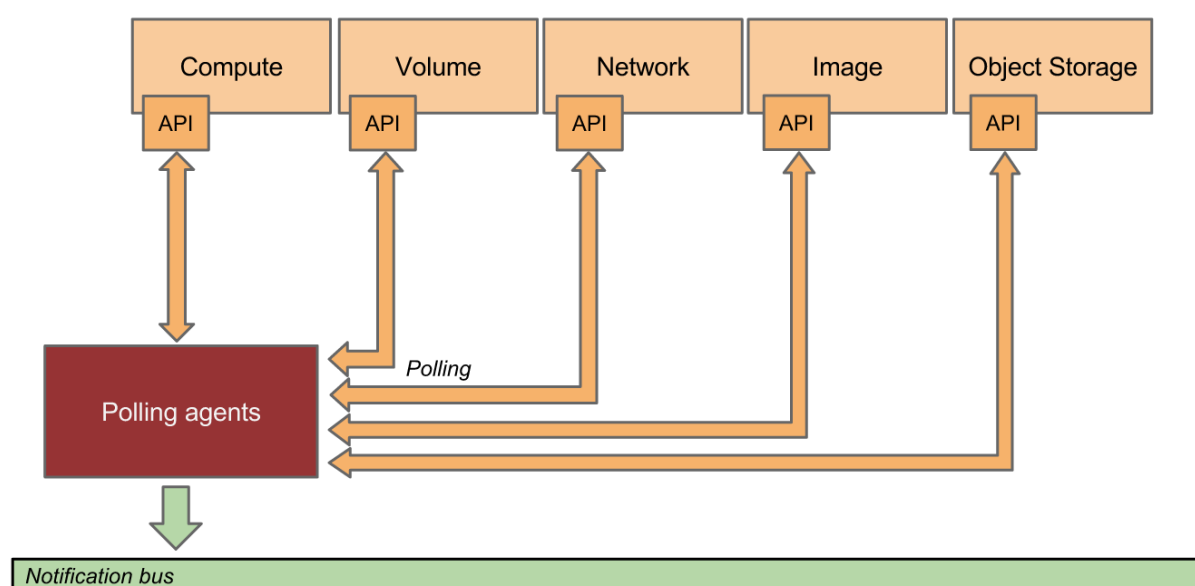 Compute
Volume
Network
Image
Object Storage
API
API
API
API
API
Polling
Polling agents
Notification bus